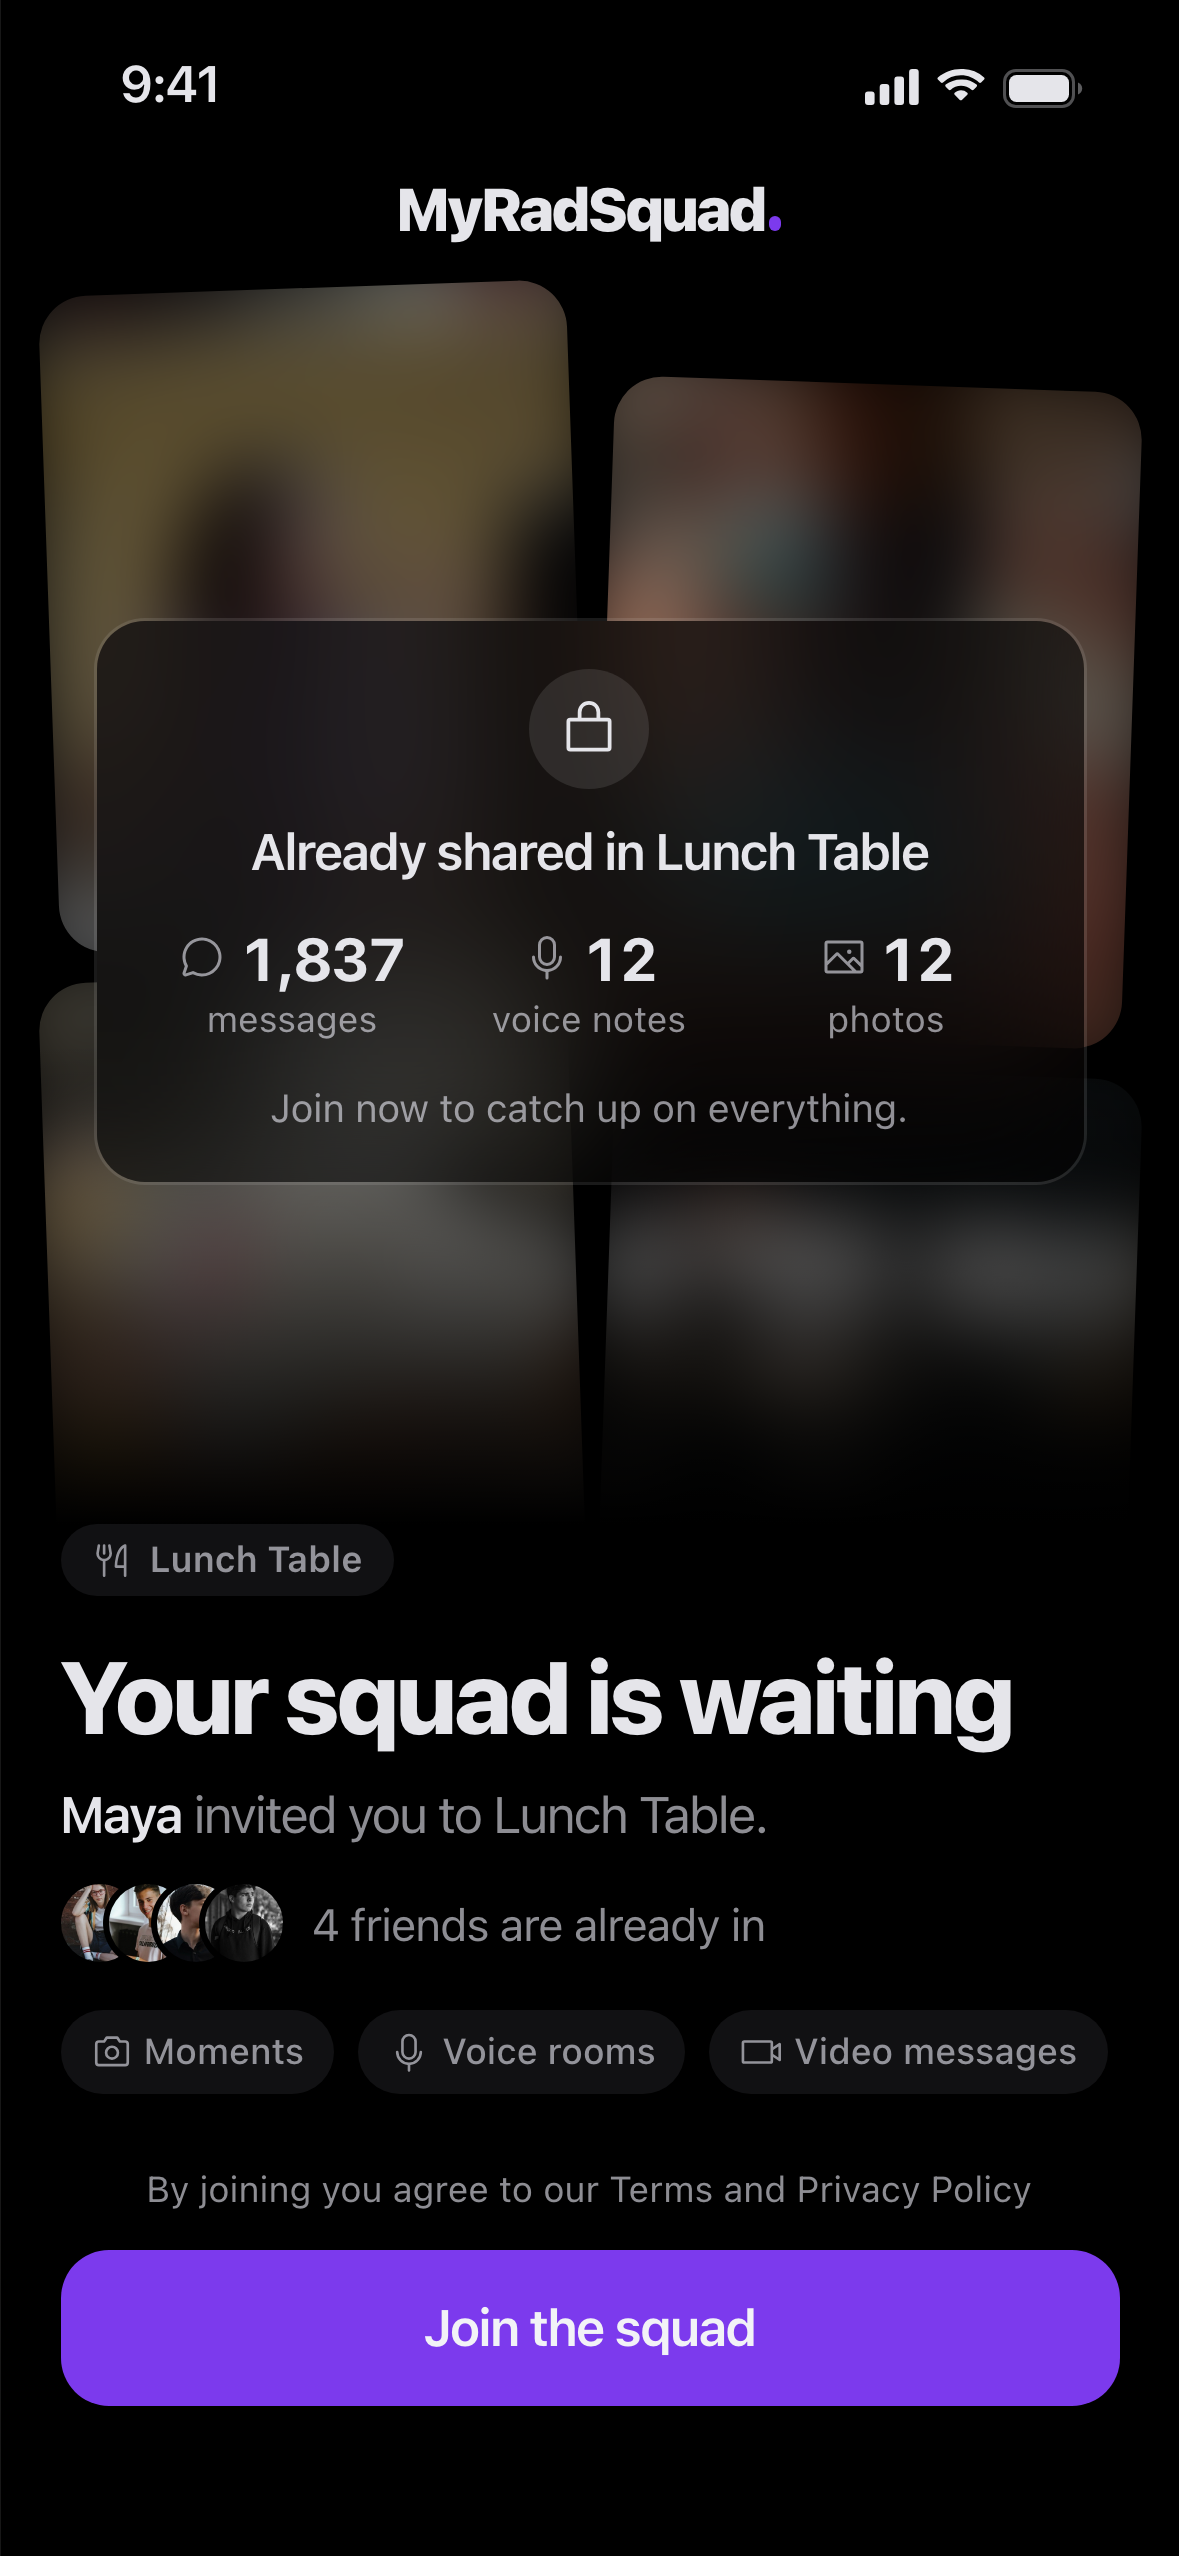 9:41
MyRadSquad.
Already shared in Lunch Table
1,837
messages
12
voice notes
12
photos
Join now to catch up on everything.
Lunch Table
Your squad is waiting
Maya invited you to Lunch Table.
4 friends are already in
Moments
Voice rooms
Video messages
By joining you agree to our Terms and Privacy Policy
Join the squad